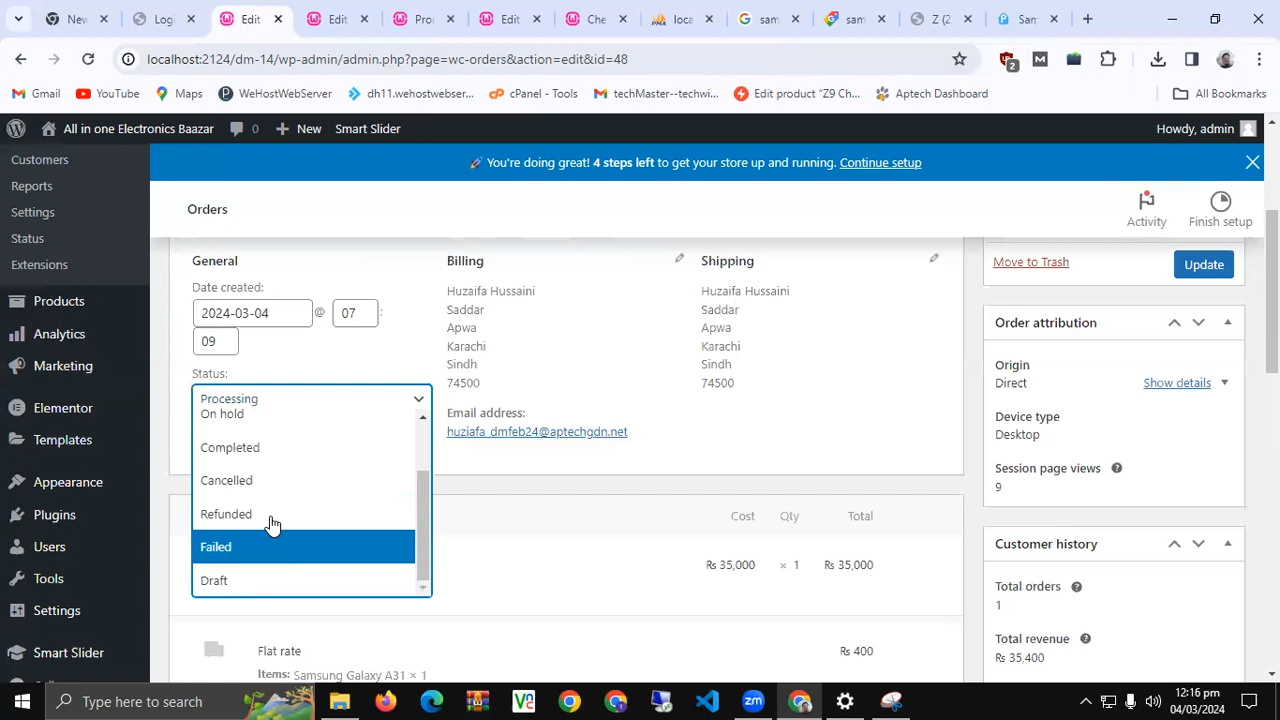 New
Log
Edit
Edit
Pro
Edit
Che
loca
sam
sam
Z (2
Sam
localhost:2124/dm-14/wp-admin/admin.php?page=wc-orders&action=edit&id=48
2
Gmail
YouTube
Maps
WeHostWebServer
dh11.wehostwebser...
cPanel - Tools
techMaster--techwi...
Edit product "Z9 Ch...
Aptech Dashboard
All Bookmarks
All in one Electronics Baazar
0
New
Smart Slider
Howdy, admin
Customers
Reports
Settings
Status
Extensions
Products
Analytics
Marketing
Elementor
Templates
Appearance
Plugins
Users
Tools
Settings
Smart Slider
🚀 You're doing great! 4 steps left to get your store up and running. Continue setup
Orders
Activity
Finish setup
General
Date created:
2024-03-04 @ 07 :
09
Status:
Processing
On hold
Completed
Cancelled
Refunded
Failed
Draft
Billing
Huzaifa Hussaini
Saddar
Apwa
Karachi
Sindh
74500
Email address:
huziafa_dmfeb24@aptechgdn.net
Shipping
Huzaifa Hussaini
Saddar
Apwa
Karachi
Sindh
74500
Cost Qty Total
Rs 35,000 × 1 Rs 35,000
Flat rate Rs 400
Items: Samsung Galaxy A31 × 1
Move to Trash
Update
Order attribution
Origin
Direct
Show details
Device type
Desktop
Session page views
9
Customer history
Total orders
1
Total revenue
Rs 35,400
Type here to search
zm
12:16 pm
04/03/2024